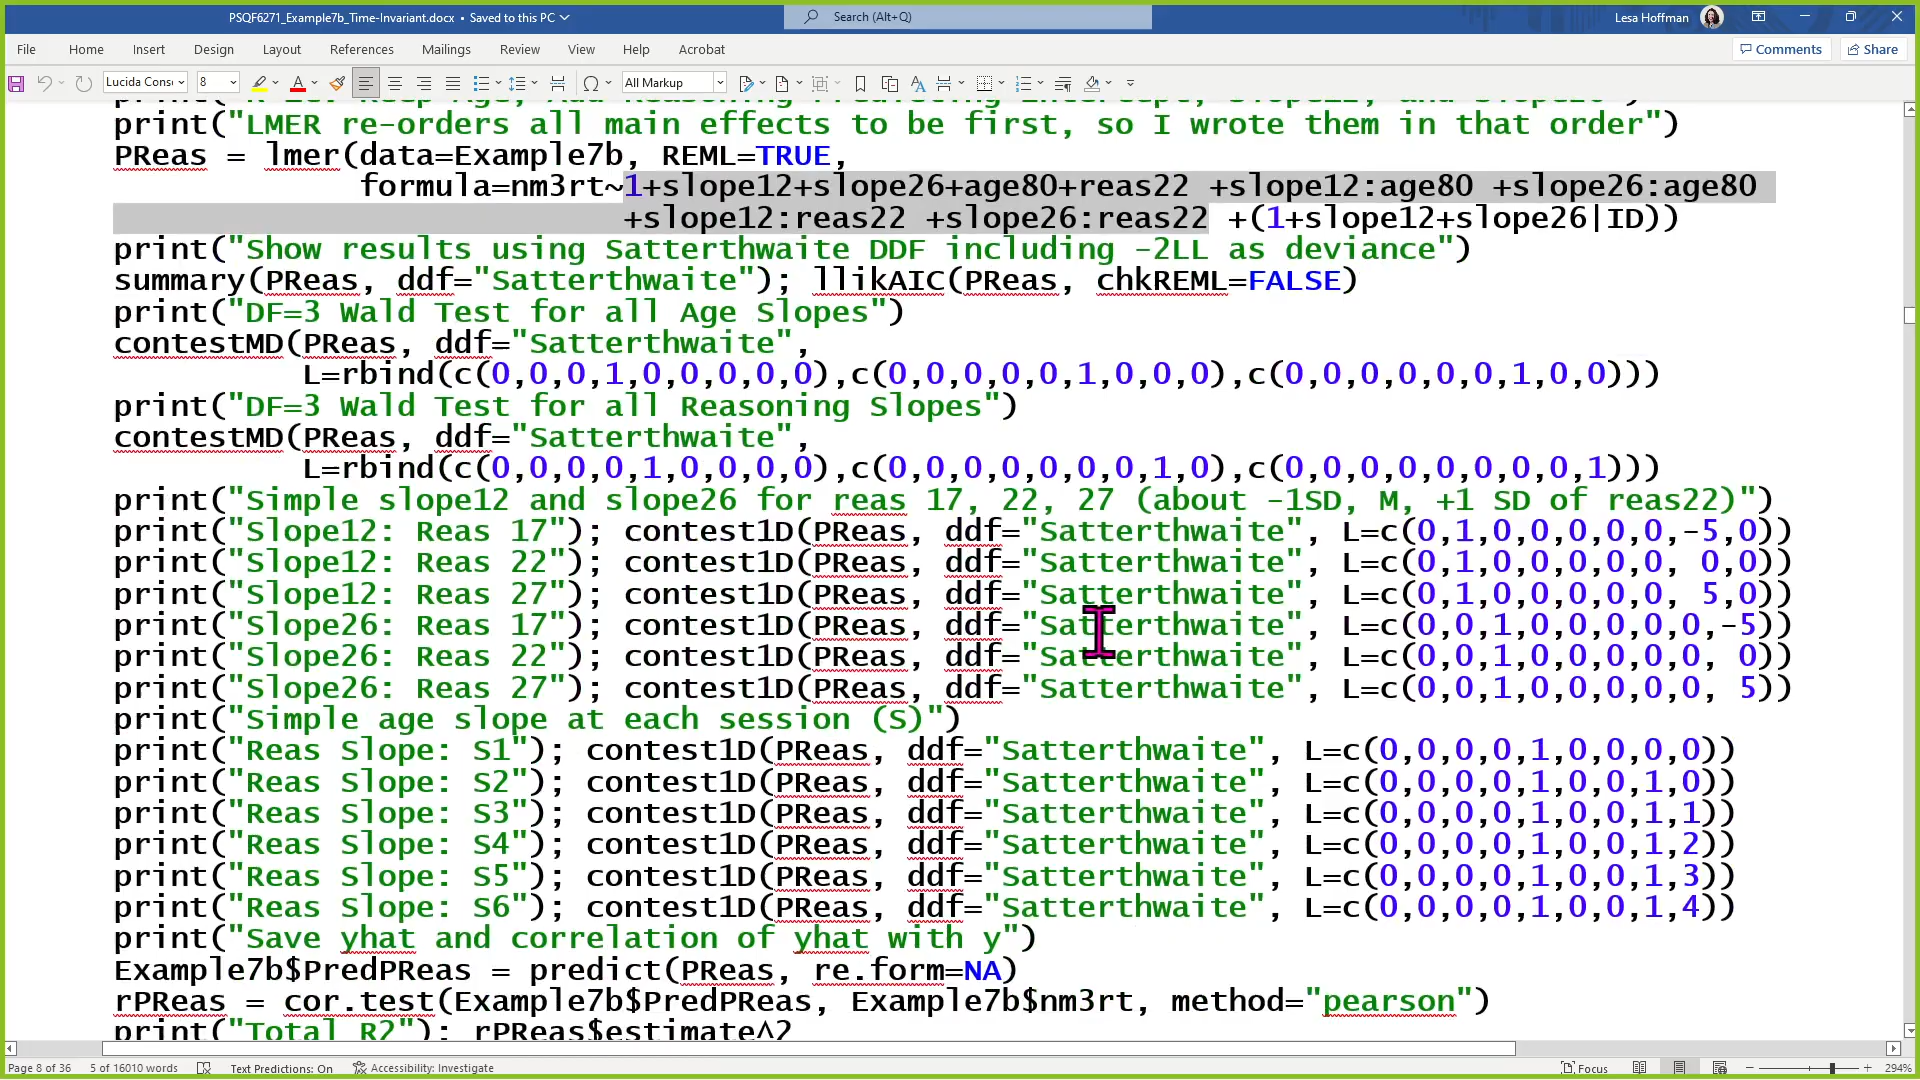 PSQF6271_Example7b_Time-Invariant.docx • Saved to this PC
Search (Alt+Q)
Lesa Hoffman
File Home Insert Design Layout References Mailings Review View Help Acrobat
Comments Share
Lucida Cons 8 All Markup
print("LMER re-orders all main effects to be first, so I wrote them in that order")
PReas = lmer(data=Example7b, REML=TRUE,
formula=nm3rt~1+slope12+slope26+age80+reas22 +slope12:age80 +slope26:age80
+slope12:reas22 +slope26:reas22 +(1+slope12+slope26|ID))
print("Show results using Satterthwaite DDF including -2LL as deviance")
summary(PReas, ddf="Satterthwaite"); llikAIC(PReas, chkREML=FALSE)
print("DF=3 Wald Test for all Age Slopes")
contestMD(PReas, ddf="Satterthwaite",
L=rbind(c(0,0,0,1,0,0,0,0,0),c(0,0,0,0,0,1,0,0,0),c(0,0,0,0,0,0,1,0,0)))
print("DF=3 Wald Test for all Reasoning Slopes")
contestMD(PReas, ddf="Satterthwaite",
L=rbind(c(0,0,0,0,1,0,0,0,0),c(0,0,0,0,0,0,0,1,0),c(0,0,0,0,0,0,0,0,1)))
print("Simple slope12 and slope26 for reas 17, 22, 27 (about -1SD, M, +1 SD of reas22)")
print("Slope12: Reas 17"); contest1D(PReas, ddf="Satterthwaite", L=c(0,1,0,0,0,0,0,-5,0))
print("Slope12: Reas 22"); contest1D(PReas, ddf="Satterthwaite", L=c(0,1,0,0,0,0,0, 0,0))
print("Slope12: Reas 27"); contest1D(PReas, ddf="Satterthwaite", L=c(0,1,0,0,0,0,0, 5,0))
print("Slope26: Reas 17"); contest1D(PReas, ddf="Satterthwaite", L=c(0,0,1,0,0,0,0,0,-5))
print("Slope26: Reas 22"); contest1D(PReas, ddf="Satterthwaite", L=c(0,0,1,0,0,0,0,0, 0))
print("Slope26: Reas 27"); contest1D(PReas, ddf="Satterthwaite", L=c(0,0,1,0,0,0,0,0, 5))
print("Simple age slope at each session (S)")
print("Reas Slope: S1"); contest1D(PReas, ddf="Satterthwaite", L=c(0,0,0,0,1,0,0,0,0))
print("Reas Slope: S2"); contest1D(PReas, ddf="Satterthwaite", L=c(0,0,0,0,1,0,0,1,0))
print("Reas Slope: S3"); contest1D(PReas, ddf="Satterthwaite", L=c(0,0,0,0,1,0,0,1,1))
print("Reas Slope: S4"); contest1D(PReas, ddf="Satterthwaite", L=c(0,0,0,0,1,0,0,1,2))
print("Reas Slope: S5"); contest1D(PReas, ddf="Satterthwaite", L=c(0,0,0,0,1,0,0,1,3))
print("Reas Slope: S6"); contest1D(PReas, ddf="Satterthwaite", L=c(0,0,0,0,1,0,0,1,4))
print("Save yhat and correlation of yhat with y")
Example7b$PredPReas = predict(PReas, re.form=NA)
rPReas = cor.test(Example7b$PredPReas, Example7b$nm3rt, method="pearson")
print("Total R2"); rPReas$estimate^2
Page 8 of 36 5 of 16010 words Text Predictions: On Accessibility: Investigate Focus 294%